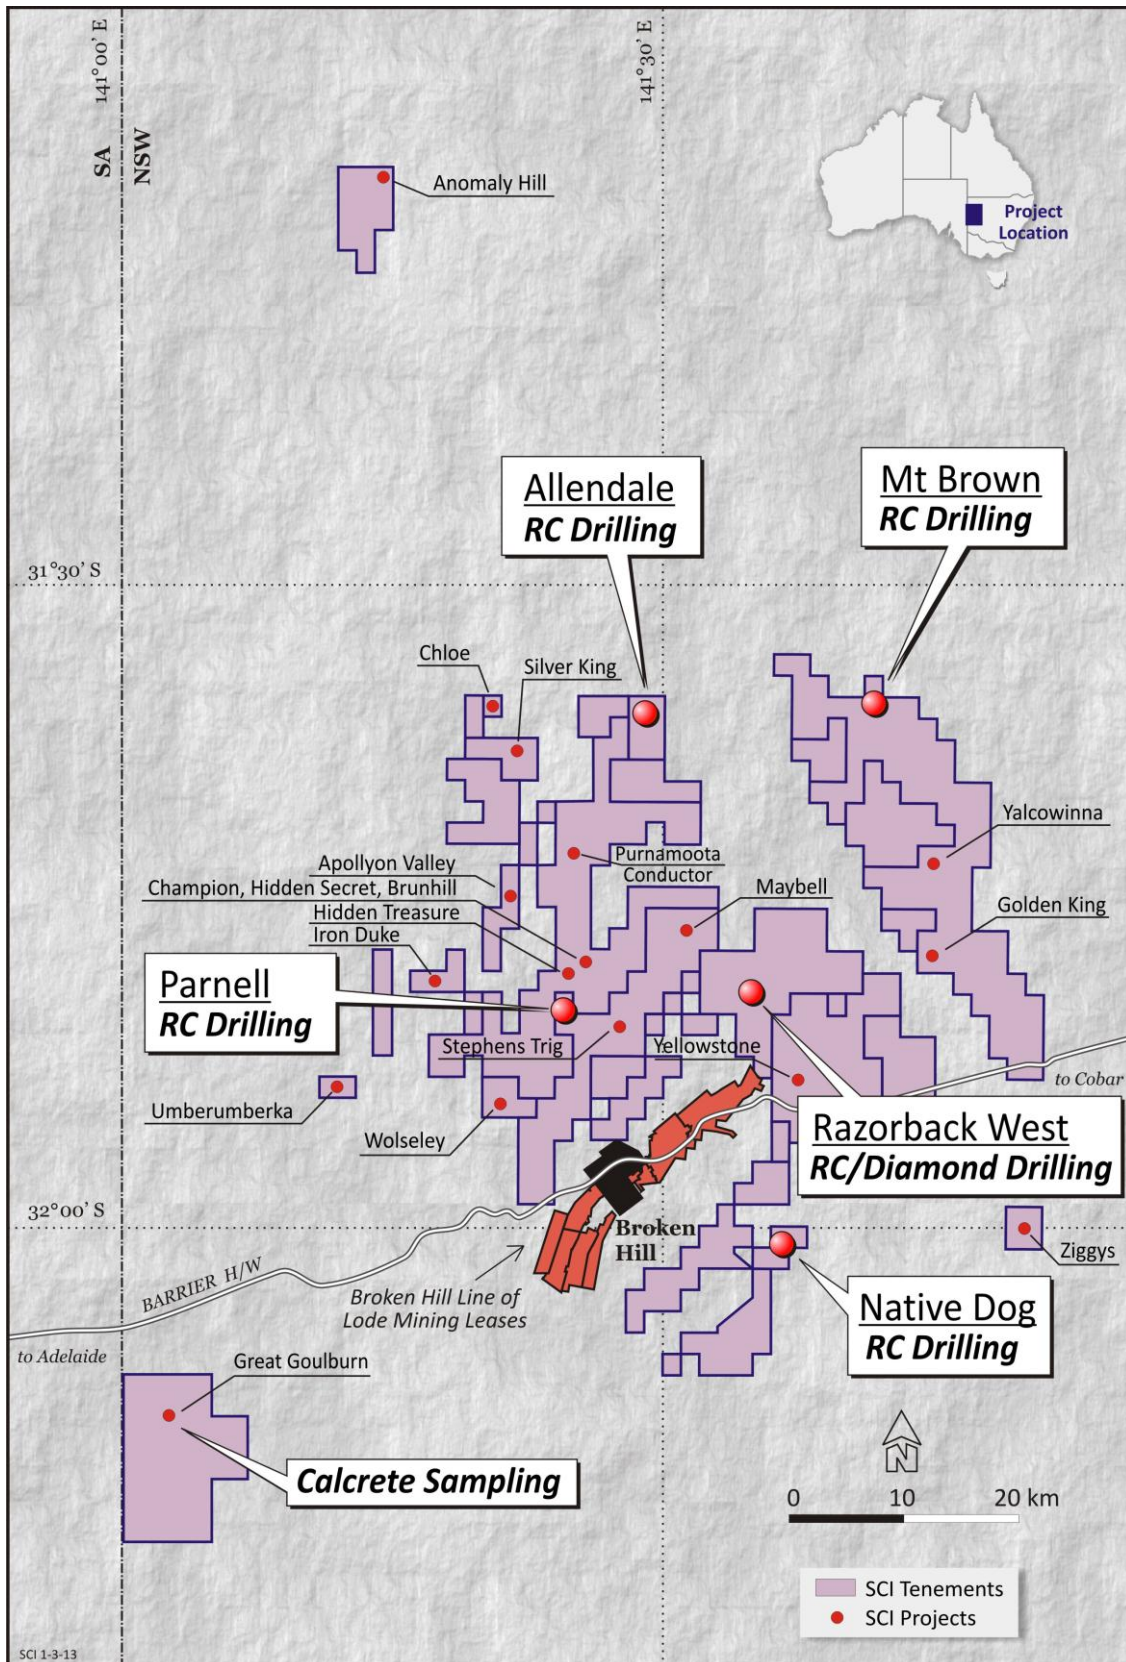 141°00' E
141°30' E
SA
NSW
Anomaly Hill
Project
Location
Allendale
RC Drilling
Mt Brown
RC Drilling
31°30' S
Chloe
Silver King
Yalcowinna
Purnamoota
Conductor
Apollyon Valley
Champion, Hidden Secret, Brunhill
Maybell
Hidden Treasure
Golden King
Iron Duke
Parnell
RC Drilling
Stephens Trig
Yellowstone
to Cobar
Umberumberka
Wolseley
Razorback West
RC/Diamond Drilling
32°00' S
Broken
Hill
Ziggys
BARRIER H/W
Broken Hill Line of
Lode Mining Leases
Native Dog
RC Drilling
to Adelaide
Great Goulburn
Calcrete Sampling
N
0 10 20 km
SCI Tenements
SCI Projects
SCI 1-3-13